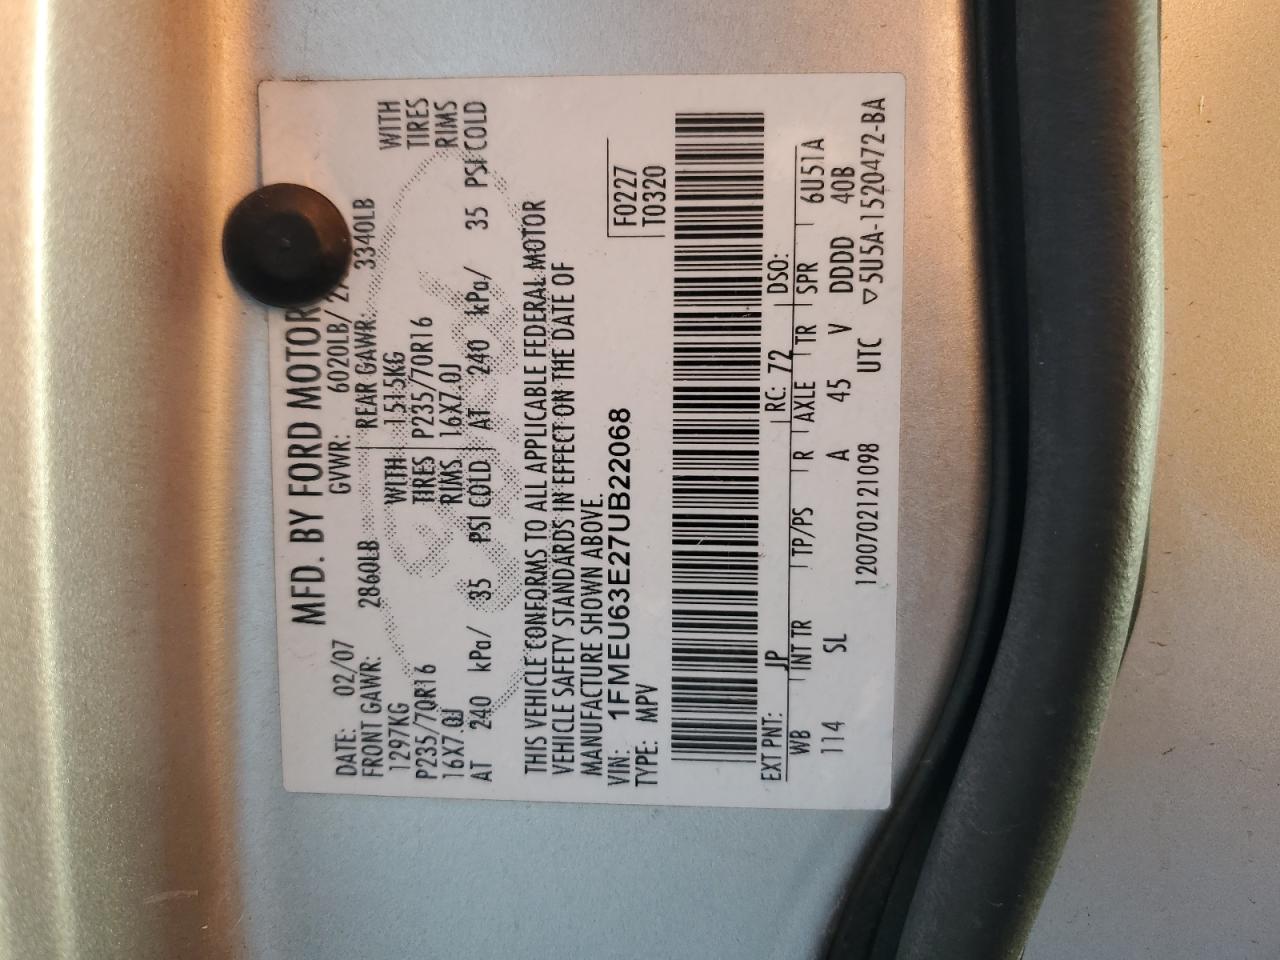 MFD. BY FORD MOTOR
DATE: 02/07 GVWR: 6020LB/
FRONT GAWR: 2860LB REAR GAWR: 3340LB
1297KG WITH 1515KG WITH
P235/70R16 TIRES P235/70R16 TIRES
16X7.0J RIMS 16X7.0J RIMS
AT 240 kPa/ 35 PSI COLD AT 240 kPa/ 35 PSI COLD
THIS VEHICLE CONFORMS TO ALL APPLICABLE FEDERAL MOTOR
VEHICLE SAFETY STANDARDS IN EFFECT ON THE DATE OF
MANUFACTURE SHOWN ABOVE.
VIN: 1FMEU63E27UB22068 F0227
TYPE: MPV T0320
EXT PNT: JP RC: 72 DSO:
WB INT TR TP/PS R AXLE TR SPR 6U51A
114 SL A 45 V DDDD 40B
120070212109​8 UTC ▽5U5A-1520472-BA